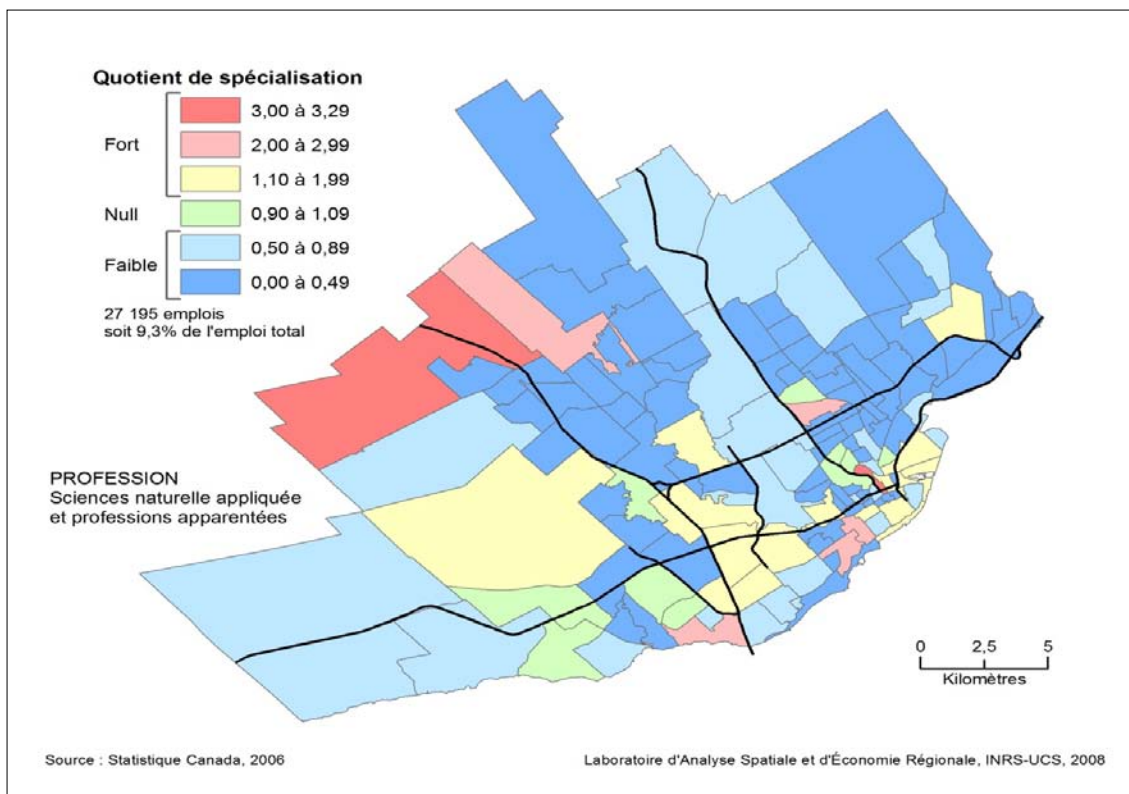 Quotient de spécialisation
Fort
3,00 à 3,29
2,00 à 2,99
1,10 à 1,99
Null
0,90 à 1,09
Faible
0,50 à 0,89
0,00 à 0,49
27 195 emplois
soit 9,3% de l'emploi total
PROFESSION
Sciences naturelle appliquée
et professions apparentées
0 2,5 5
Kilomètres
Source : Statistique Canada, 2006
Laboratoire d'Analyse Spatiale et d'Économie Régionale, INRS-UCS, 2008